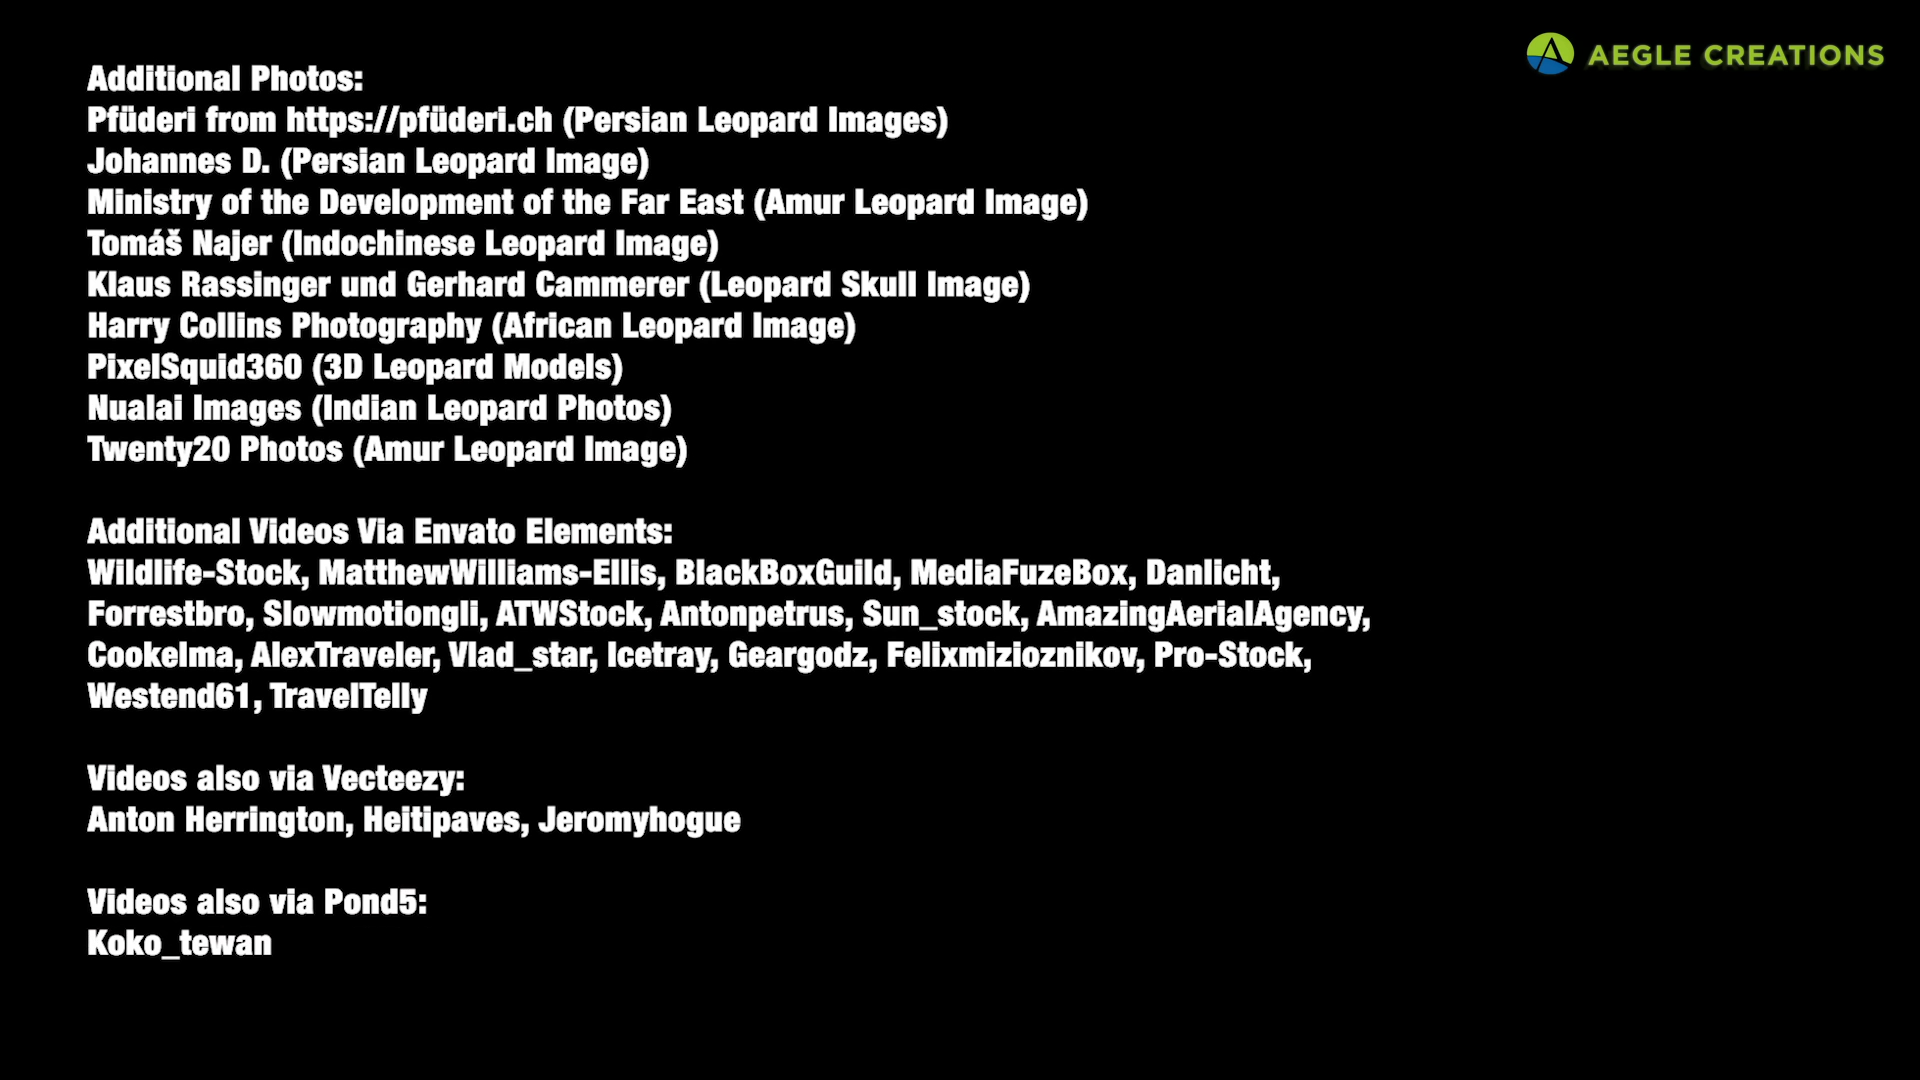 AEGLE CREATIONS
Additional Photos:
Pfüderi from https://pfüderi.ch (Persian Leopard Images)
Johannes D. (Persian Leopard Image)
Ministry of the Development of the Far East (Amur Leopard Image)
Tomáš Najer (Indochinese Leopard Image)
Klaus Rassinger und Gerhard Cammerer (Leopard Skull Image)
Harry Collins Photography (African Leopard Image)
PixelSquid360 (3D Leopard Models)
Nualai Images (Indian Leopard Photos)
Twenty20 Photos (Amur Leopard Image)
Additional Videos Via Envato Elements:
Wildlife-Stock, MatthewWilliams-Ellis, BlackBoxGuild, MediaFuzeBox, Danlicht,
Forrestbro, Slowmotiongli, ATWStock, Antonpetrus, Sun_stock, AmazingAerialAgency,
Cookelma, AlexTraveler, Vlad_star, Icetray, Geargodz, Felixmizioznikov, Pro-Stock,
Westend61, TravelTelly
Videos also via Vecteezy:
Anton Herrington, Heitipaves, Jeromyhogue
Videos also via Pond5:
Koko_tewan